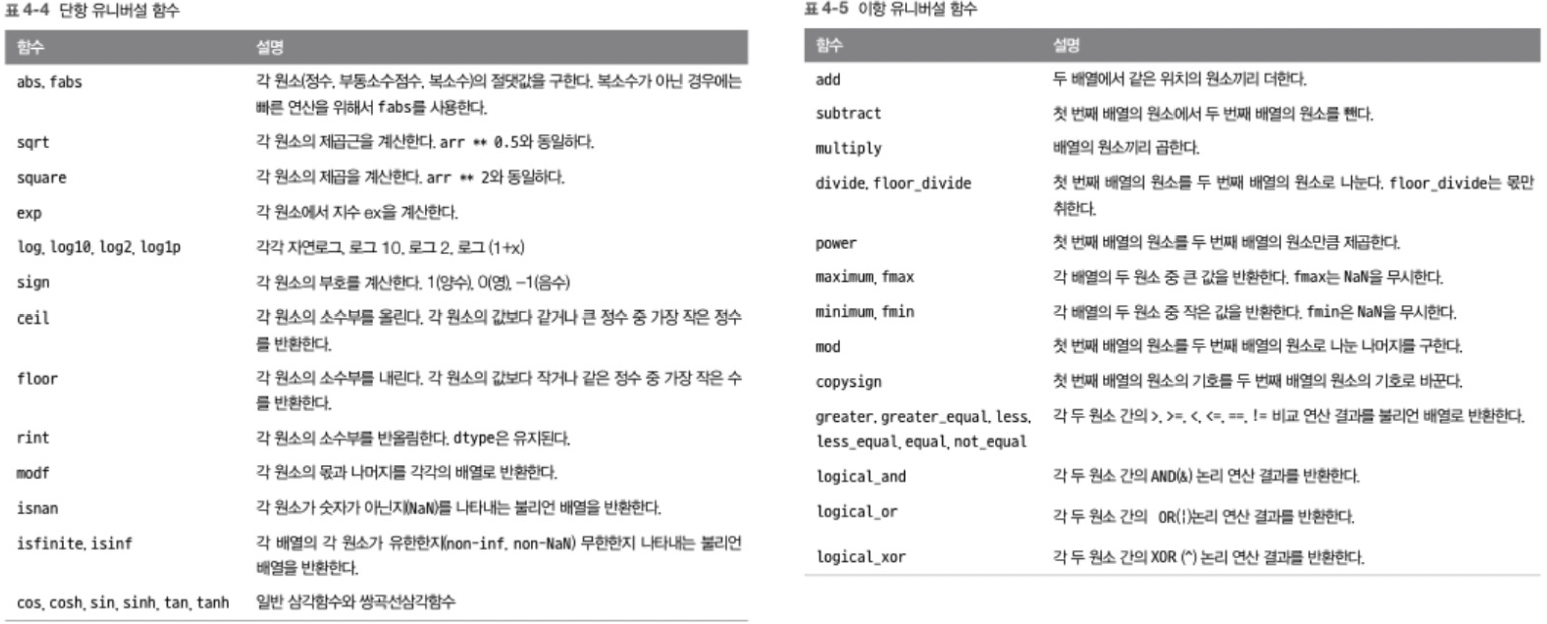 표 4-4 단항 유니버설 함수
함수 설명
abs, fabs 각 원소(정수, 부동소수점수, 복소수)의 절댓값을 구한다. 복소수가 아닌 경우에는
빠른 연산을 위해서 fabs를 사용한다.
sqrt 각 원소의 제곱근을 계산한다. arr ** 0.5와 동일하다.
square 각 원소의 제곱을 계산한다. arr ** 2와 동일하다.
exp 각 원소에서 지수 ex을 계산한다.
log, log10, log2, log1p 각각 자연로그, 로그 10, 로그 2, 로그 (1+x)
sign 각 원소의 부호를 계산한다. 1(양수), 0(영), -1(음수)
ceil 각 원소의 소수부를 올린다. 각 원소의 값보다 같거나 큰 정수 중 가장 작은 정수
를 반환한다.
floor 각 원소의 소수부를 내린다. 각 원소의 값보다 작거나 같은 정수 중 가장 작은 수
를 반환한다.
rint 각 원소의 소수부를 반올림한다. dtype은 유지된다.
modf 각 원소의 몫과 나머지를 각각의 배열로 반환한다.
isnan 각 원소가 숫자가 아닌지(NaN)를 나타내는 불리언 배열을 반환한다.
isfinite, isinf 각 배열의 각 원소가 유한한지(non-inf, non-NaN) 무한한지 나타내는 불리언
배열을 반환한다.
cos, cosh, sin, sinh, tan, tanh 일반 삼각함수와 쌍곡선삼각함수
표 4-5 이항 유니버설 함수
함수 설명
add 두 배열에서 같은 위치의 원소끼리 더한다.
subtract 첫 번째 배열의 원소에서 두 번째 배열의 원소를 뺀다.
multiply 배열의 원소끼리 곱한다.
divide, floor_divide 첫 번째 배열의 원소를 두 번째 배열의 원소로 나눈다. floor_divide는 몫만
취한다.
power 첫 번째 배열의 원소를 두 번째 배열의 원소만큼 제곱한다.
maximum, fmax 각 배열의 두 원소 중 큰 값을 반환한다. fmax는 NaN을 무시한다.
minimum, fmin 각 배열의 두 원소 중 작은 값을 반환한다. fmin은 NaN을 무시한다.
mod 첫 번째 배열의 원소를 두 번째 배열의 원소로 나눈 나머지를 구한다.
copysign 첫 번째 배열의 원소의 기호를 두 번째 배열의 원소의 기호로 바꾼다.
greater, greater_equal, less, 각 두 원소 간의 >, >=, <, <=, ==, != 비교 연산 결과를 불리언 배열로 반환한다.
less_equal, equal, not_equal
logical_and 각 두 원소 간의 AND(&) 논리 연산 결과를 반환한다.
logical_or 각 두 원소 간의 OR(¦)논리 연산 결과를 반환한다.
logical_xor 각 두 원소 간의 XOR (^) 논리 연산 결과를 반환한다.